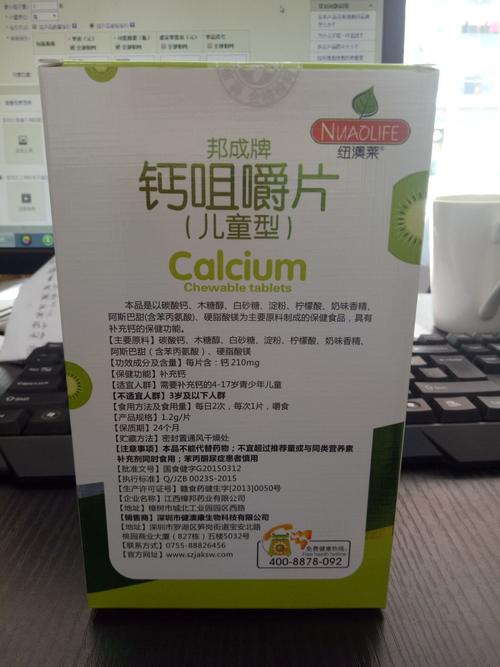 NUAOLIFE
纽澳莱®
邦成牌
钙咀嚼片
(儿童型)
Calcium
Chewable tablets
本品是以碳酸钙、木糖醇、白砂糖、淀粉、柠檬酸、奶味香精、
阿斯巴甜(含苯丙氨酸)、硬脂酸镁为主要原料制成的保健食品，具有
补充钙的保健功能。
【主要原料】碳酸钙、木糖醇、白砂糖、淀粉、柠檬酸、奶味香精、
阿斯巴甜(含苯丙氨酸)、硬脂酸镁
【功效成分及含量】每片含：钙 210mg
【保健功能】补充钙
【适宜人群】需要补充钙的4-17岁青少年儿童
【不适宜人群】3岁及以下人群
【食用方法及食用量】每日2次，每次1片，嚼食
【产品规格】1.2g/片
【保质期】24个月
【贮藏方法】密封置通风干燥处
【注意事项】本品不能代替药物；不宜超过推荐量或与同类营养素
补充剂同时食用；苯丙酮尿症患者慎用
【批准文号】国食健字G20150312
【执行标准】Q/JZB 0023S-2015
【生产许可证号】赣食药健生字[2013]0050号
【企业名称】江西樟邦药业有限公司
【地址】樟树市城北工业园区西路
【销售商】深圳市健澳康生物科技有限公司
【地址】深圳市罗湖区笋岗街道宝安北路
桃园商业大厦（827栋）五楼5032号
【联系方式】0755-88826456
【官方网站】www.szjaksw.com
免费健康热线:
Free health hotline
400-8878-092